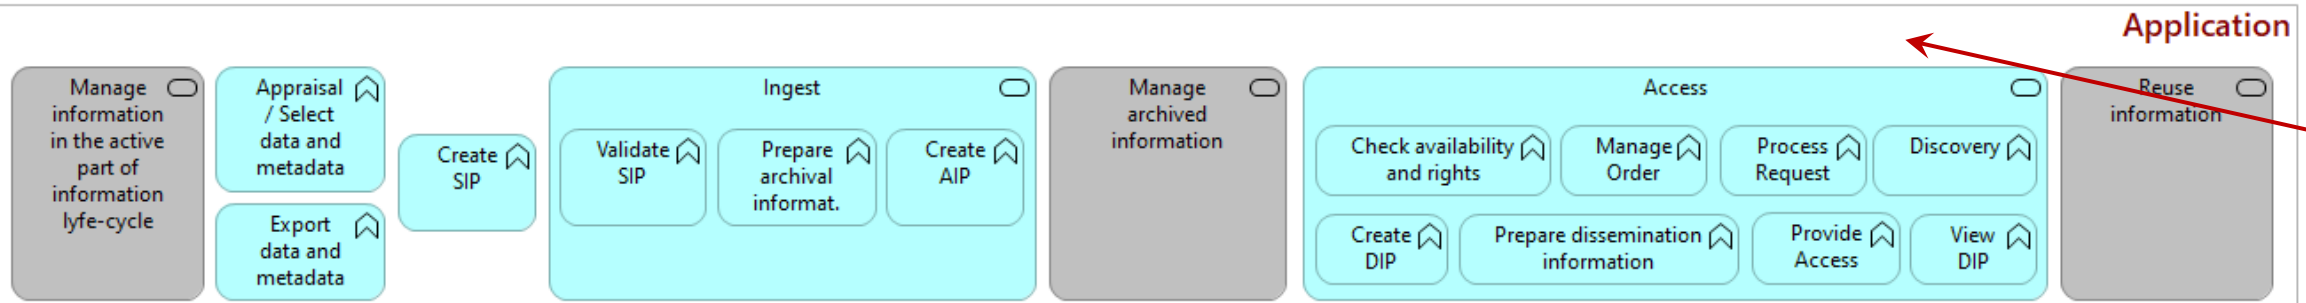 Application
Manage
information
in the active
part of
information
lyfe-cycle
Appraisal
/ Select
data and
metadata
Export
data and
metadata
Create
SIP
Ingest
Validate
SIP
Prepare
archival
informat.
Create
AIP
Manage
archived
information
Access
Check availability
and rights
Manage
Order
Process
Request
Discovery
Create
DIP
Prepare dissemination
information
Provide
Access
View
DIP
Reuse
information